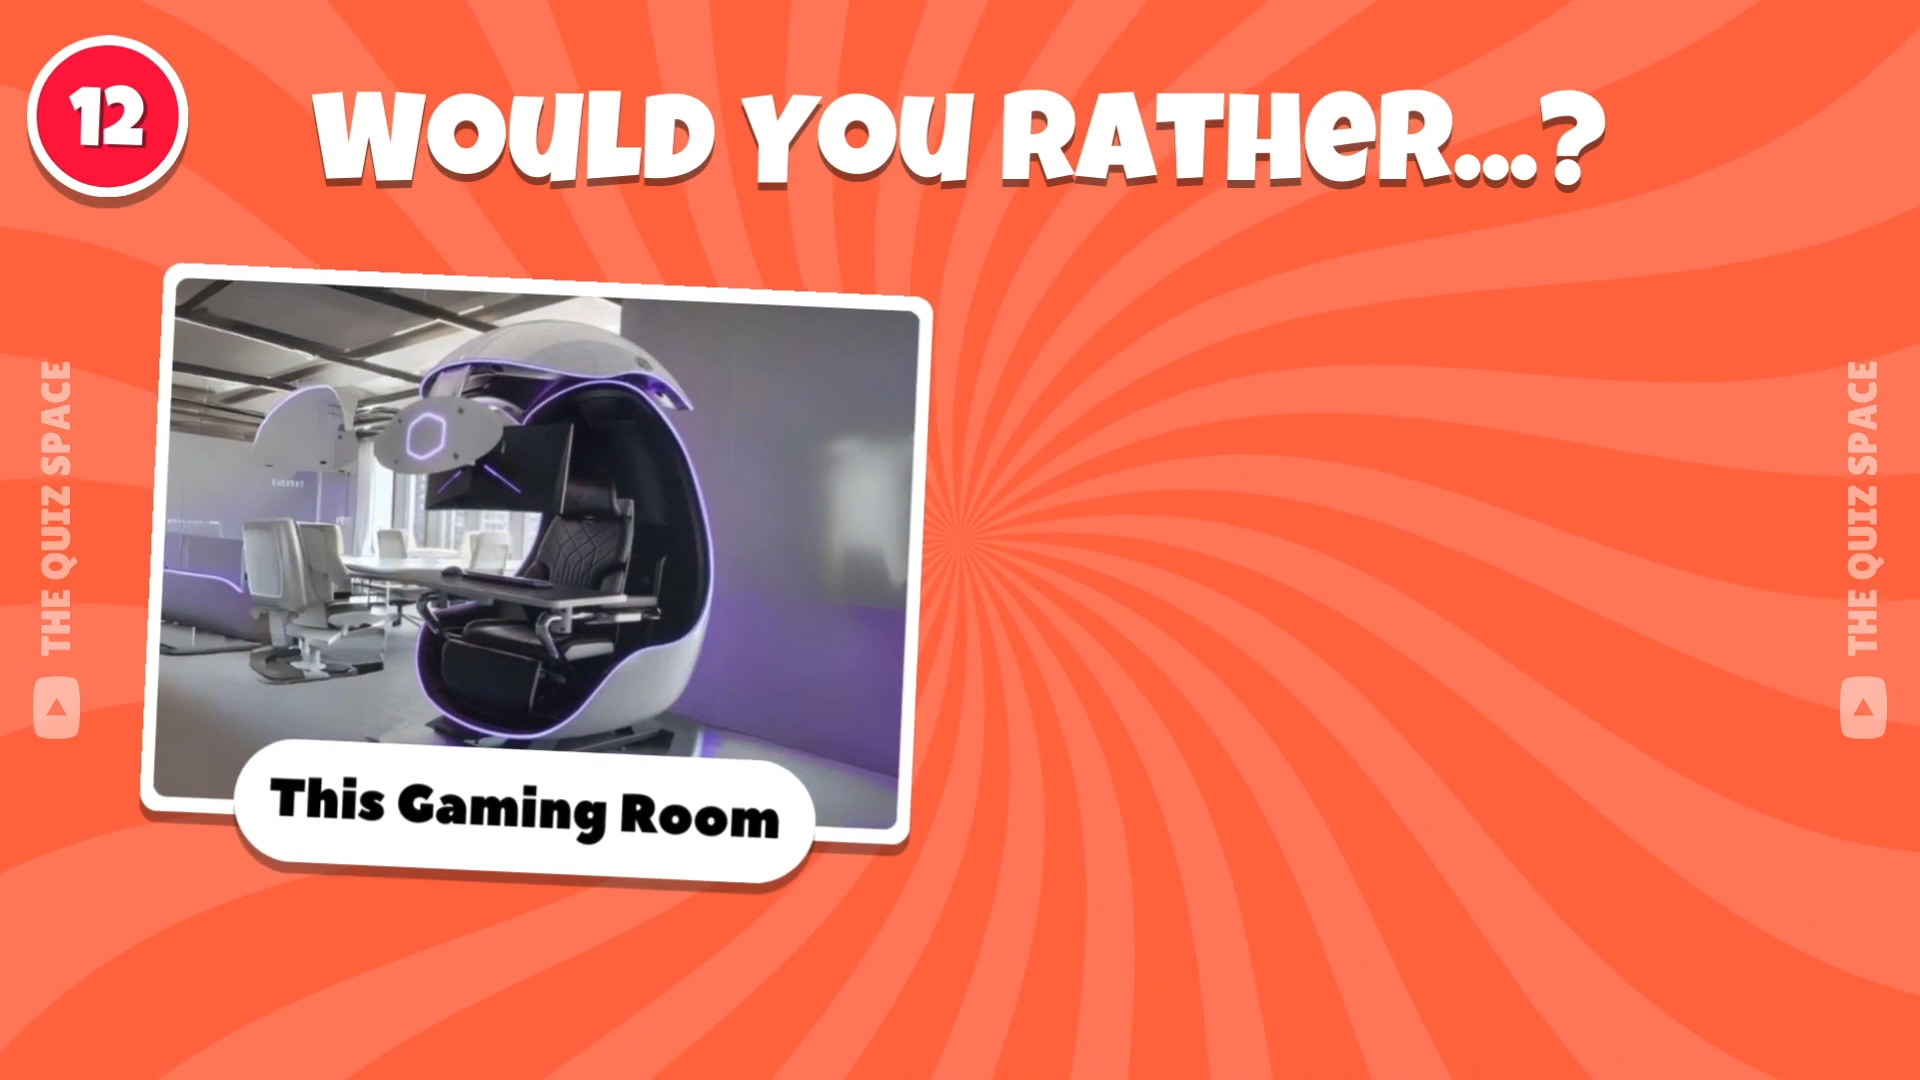 12
WOULD YOU RATHER...?
THE QUIZ SPACE
This Gaming Room
THE QUIZ SPACE